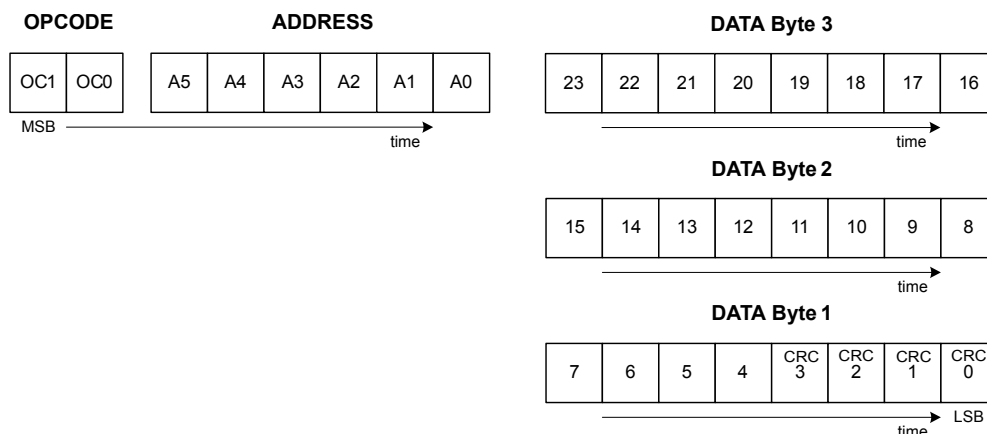 OPCODE ADDRESS
OC1 OC0 A5 A4 A3 A2 A1 A0
MSB
time
DATA Byte 3
23 22 21 20 19 18 17 16
time
DATA Byte 2
15 14 13 12 11 10 9 8
time
DATA Byte 1
7 6 5 4 CRC 3 CRC 2 CRC 1 CRC 0
LSB
time